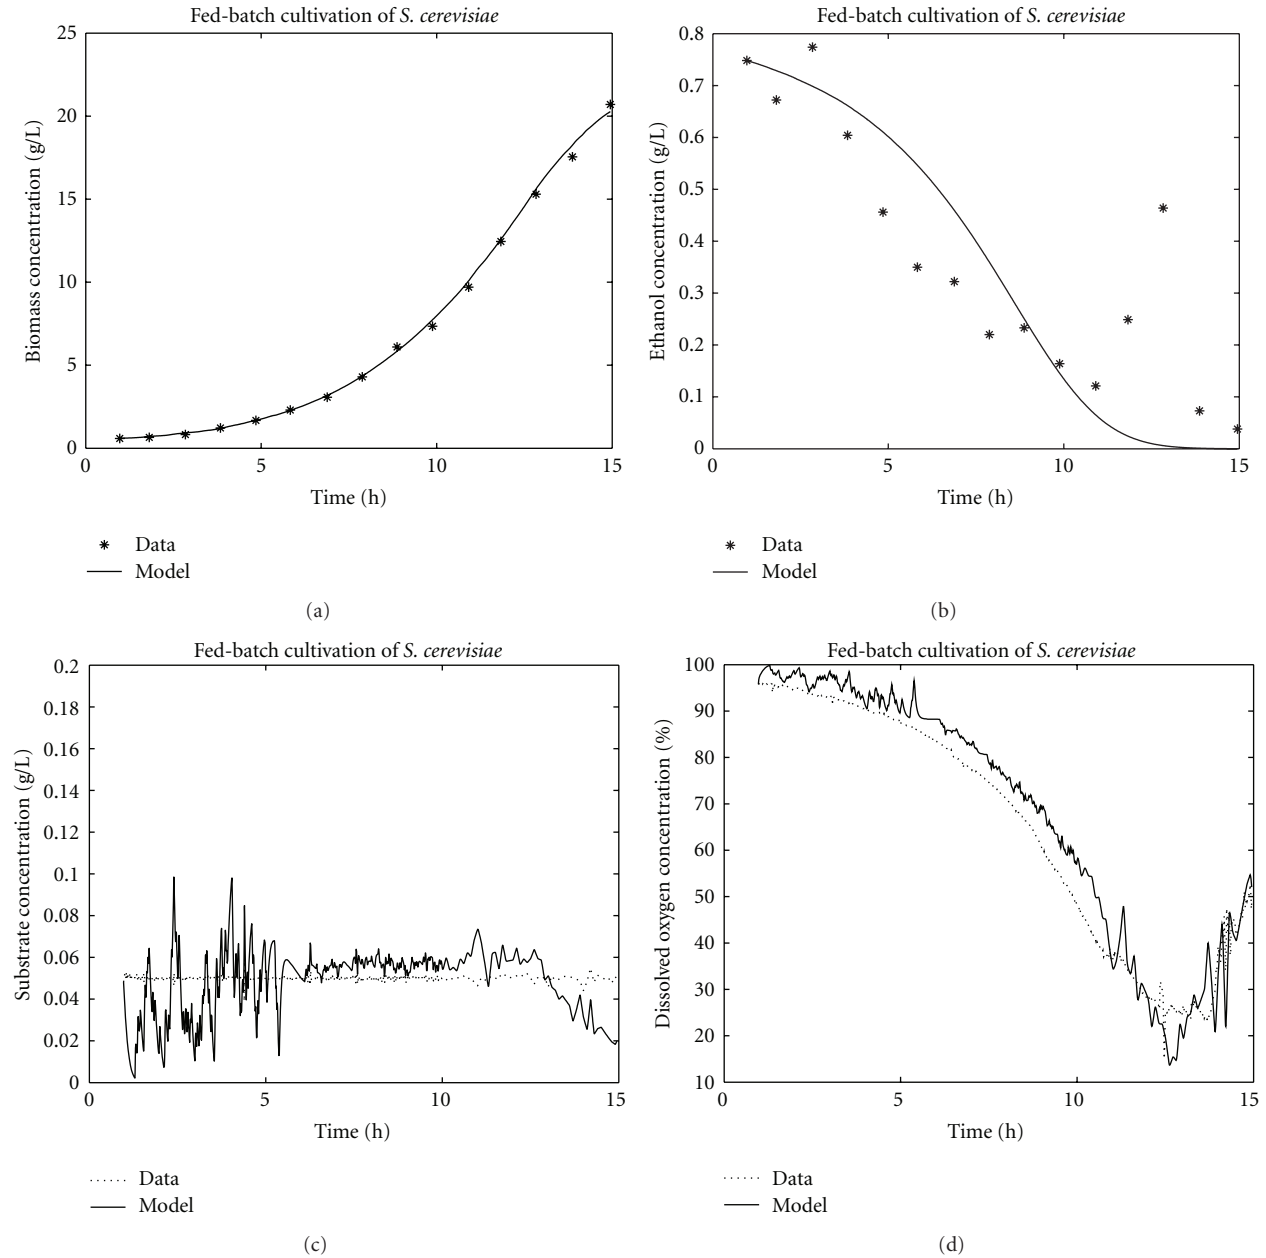 Fed-batch cultivation of S. cerevisiae
25
20
15
10
5
0
0 5 10 15
Biomass concentration (g/L)
Time (h)
Data
Model
(a)
Fed-batch cultivation of S. cerevisiae
0.8
0.7
0.6
0.5
0.4
0.3
0.2
0.1
0
0 5 10 15
Ethanol concentration (g/L)
Time (h)
Data
Model
(b)
Fed-batch cultivation of S. cerevisiae
0.2
0.18
0.16
0.14
0.12
0.1
0.08
0.06
0.04
0.02
0
0 5 10 15
Substrate concentration (g/L)
Time (h)
Data
Model
(c)
Fed-batch cultivation of S. cerevisiae
100
90
80
70
60
50
40
30
20
10
0 5 10 15
Dissolved oxygen concentration (%)
Time (h)
Data
Model
(d)